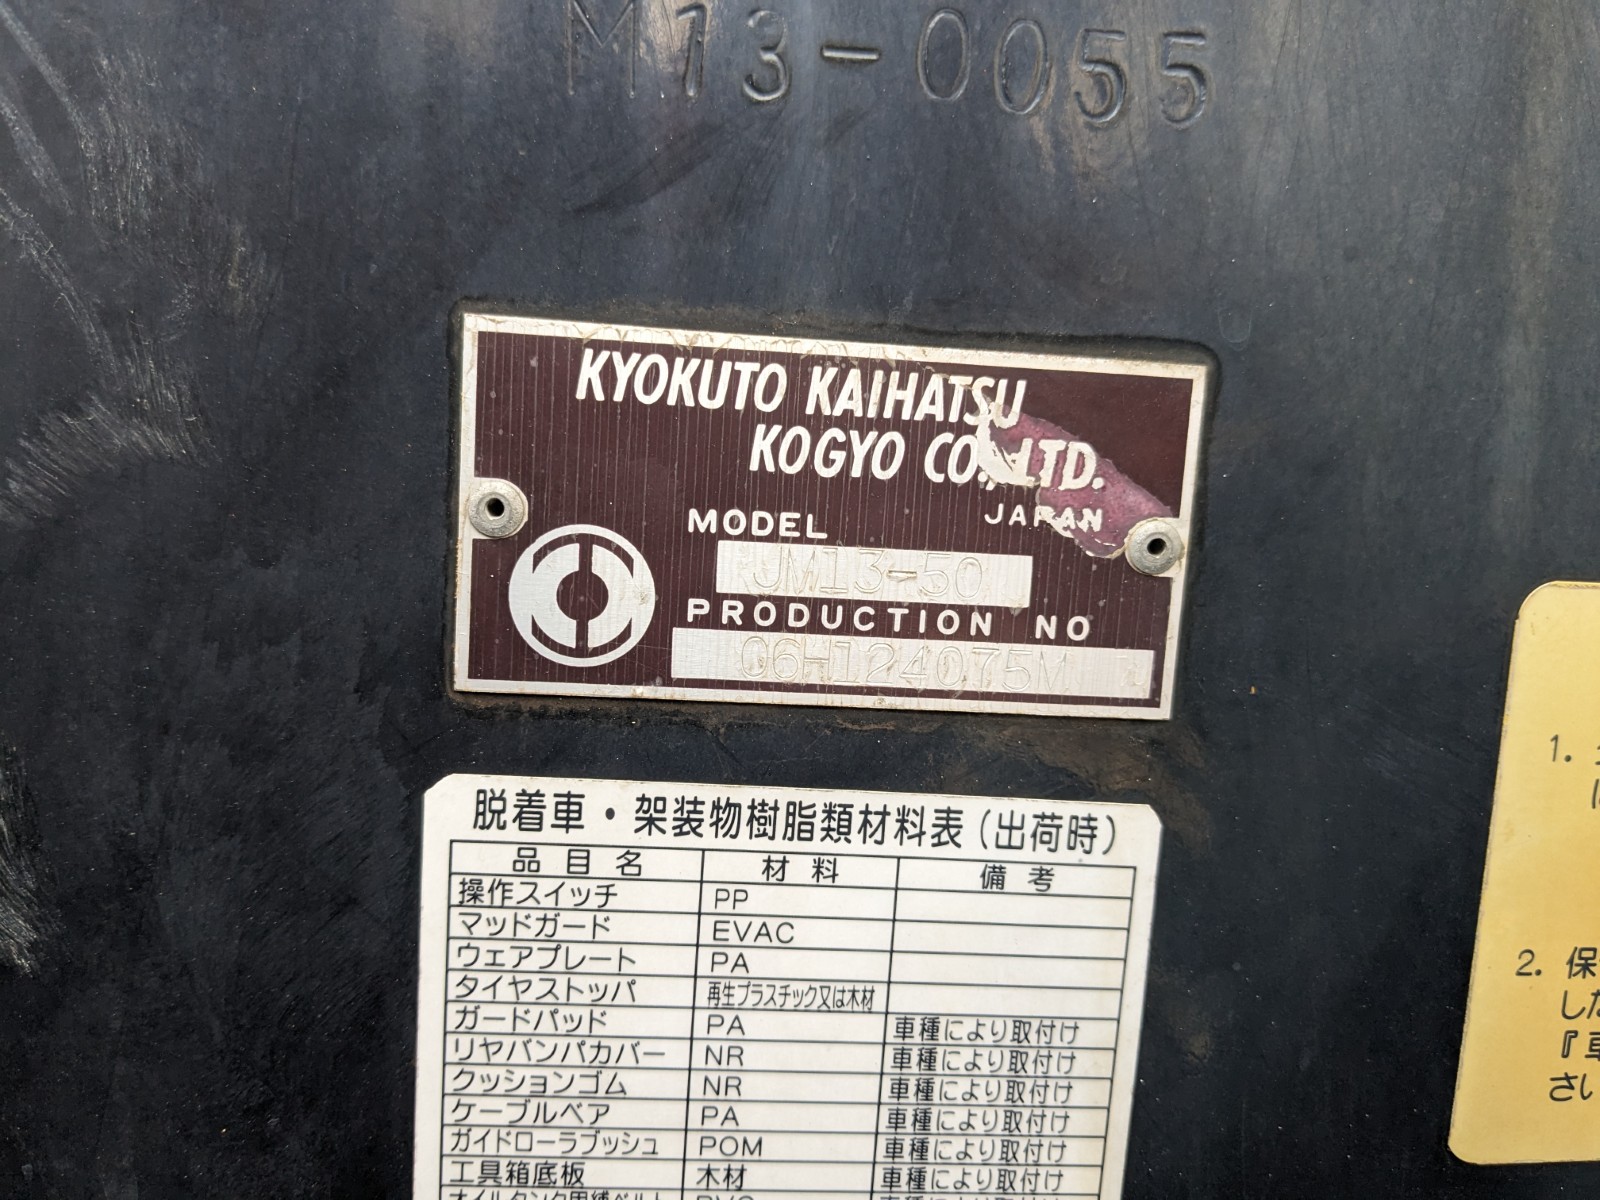 M13-0055
KYOKUTO KAIHATSU
KOGYO CO.,LTD.
JAPAN
MODEL
JM13-50
PRODUCTION NO
06H124075M
脱着車・架装物樹脂類材料表(出荷時)
品目名 材料 備考
操作スイッチ PP
マッドガード EVAC
ウェアプレート PA
タイヤストッパ 再生プラスチック又は木材
ガードパッド PA 車種により取付け
リヤバンパカバー NR 車種により取付け
クッションゴム NR 車種により取付け
ケーブルベア PA 車種により取付け
ガイドローラブッシュ POM 車種により取付け
工具箱底板 木材 車種により取付け
1.
2. 保
した
『車
さい